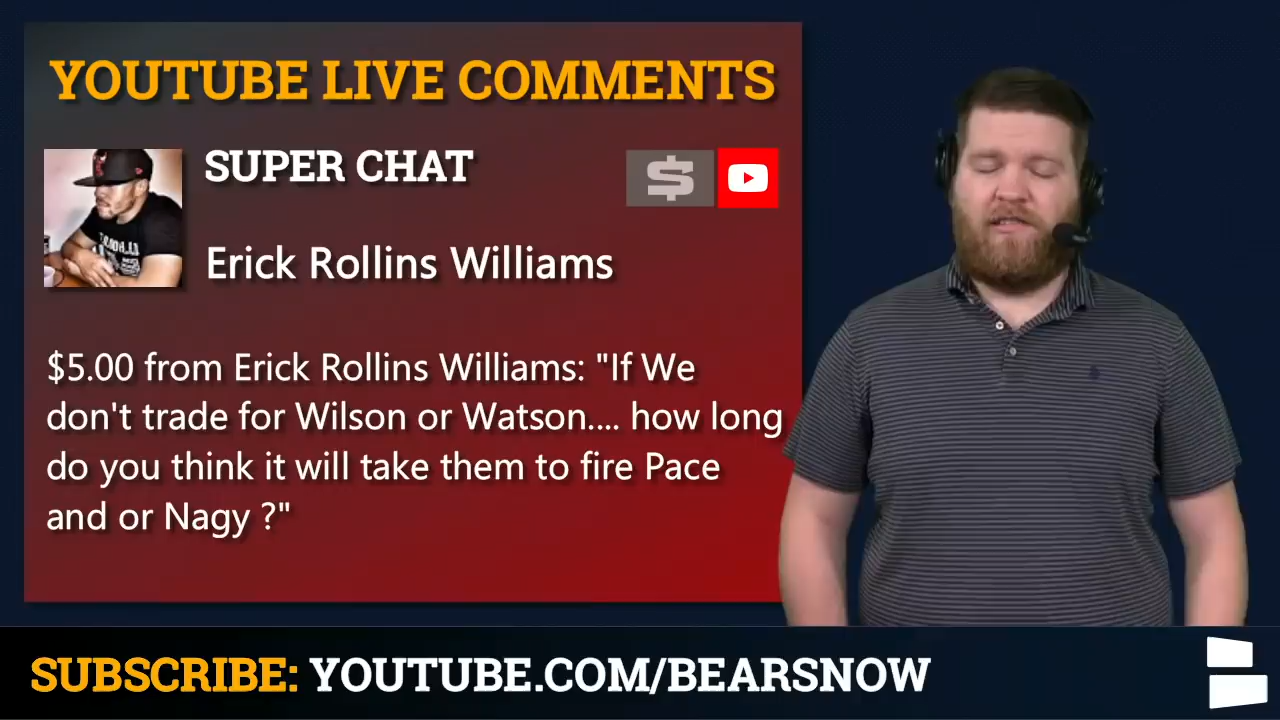 YOUTUBE LIVE COMMENTS
SUPER CHAT
$
Erick Rollins Williams
$5.00 from Erick Rollins Williams: "If We
don't trade for Wilson or Watson.... how long
do you think it will take them to fire Pace
and or Nagy ?"
SUBSCRIBE: YOUTUBE.COM/BEARSNOW